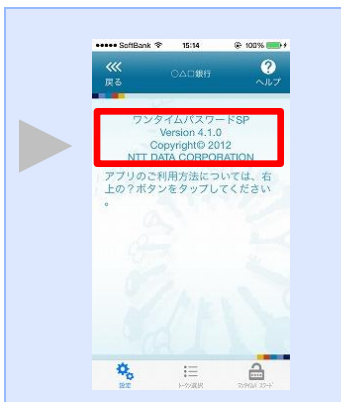 ●●●●● SoftBank 15:14 100%
戻る ○△□銀行 ? ヘルプ
ワンタイムパスワードSP
Version 4.1.0
Copyright© 2012
NTT DATA CORPORATION
アプリのご利用方法については、右
上の?ボタンをタップしてください
。
設定 トークン選択 ワンタイムパスワード